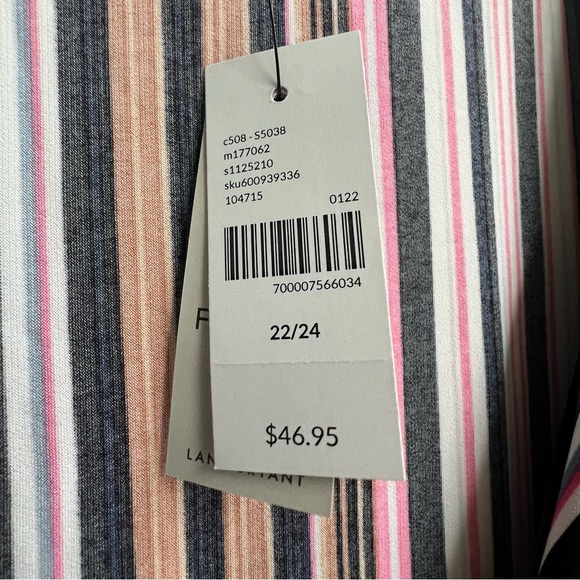 c508 - S5038
m177062
s1125210
sku600939336
104715 0122
700007566034
22/24
$46.95